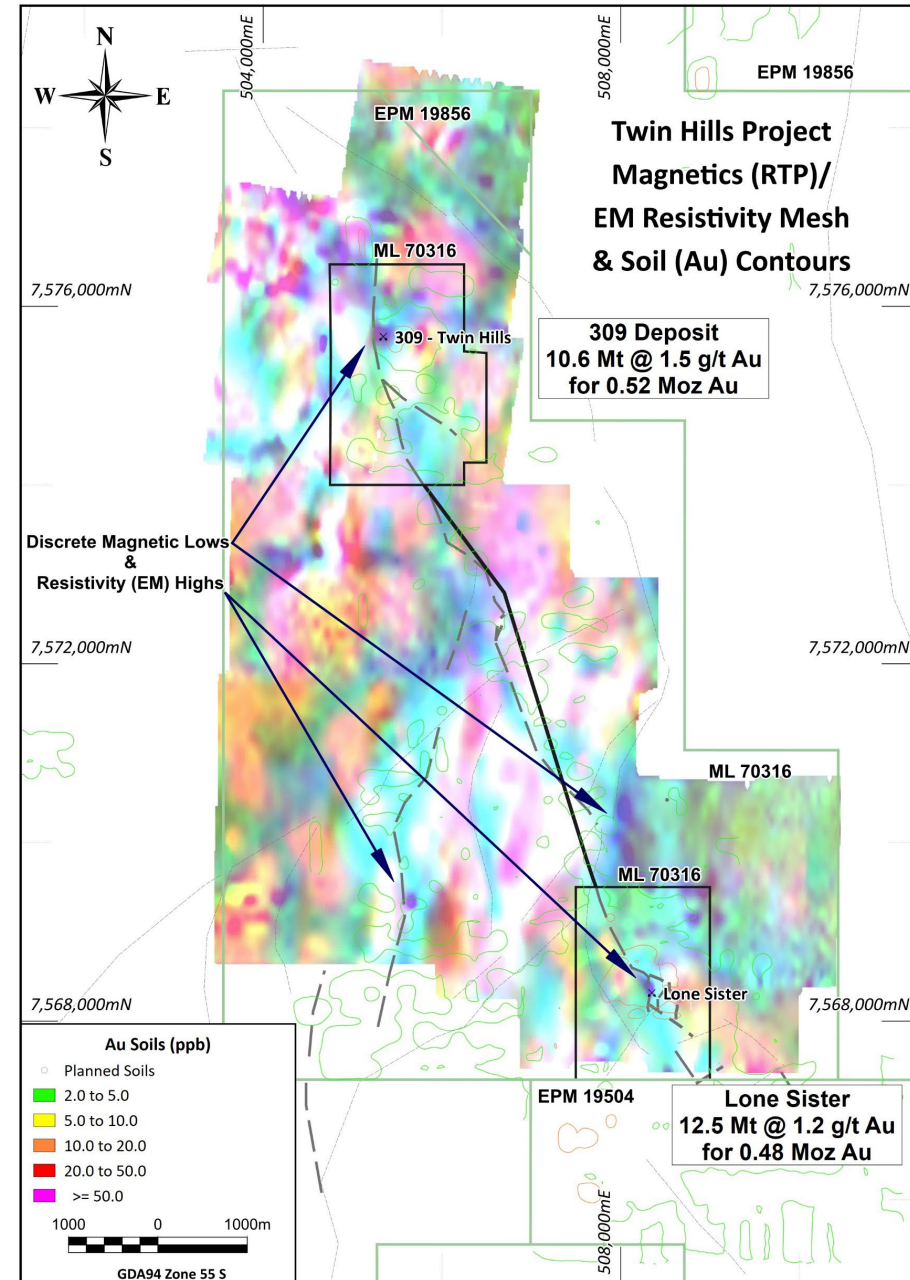 N
W
E
S
504,000mE
508,000mE
EPM 19856
EPM 19856
Twin Hills Project
Magnetics (RTP)/
EM Resistivity Mesh
& Soil (Au) Contours
ML 70316
7,576,000mN
7,576,000mN
309 - Twin Hills
309 Deposit
10.6 Mt @ 1.5 g/t Au
for 0.52 Moz Au
Discrete Magnetic Lows
&
Resistivity (EM) Highs
7,572,000mN
7,572,000mN
ML 70316
ML 70316
Lone Sister
7,568,000mN
7,568,000mN
Au Soils (ppb)
Planned Soils
2.0 to 5.0
5.0 to 10.0
10.0 to 20.0
20.0 to 50.0
>= 50.0
1000 0 1000m
GDA94 Zone 55 S
EPM 19504
Lone Sister
12.5 Mt @ 1.2 g/t Au
for 0.48 Moz Au
508,000mE